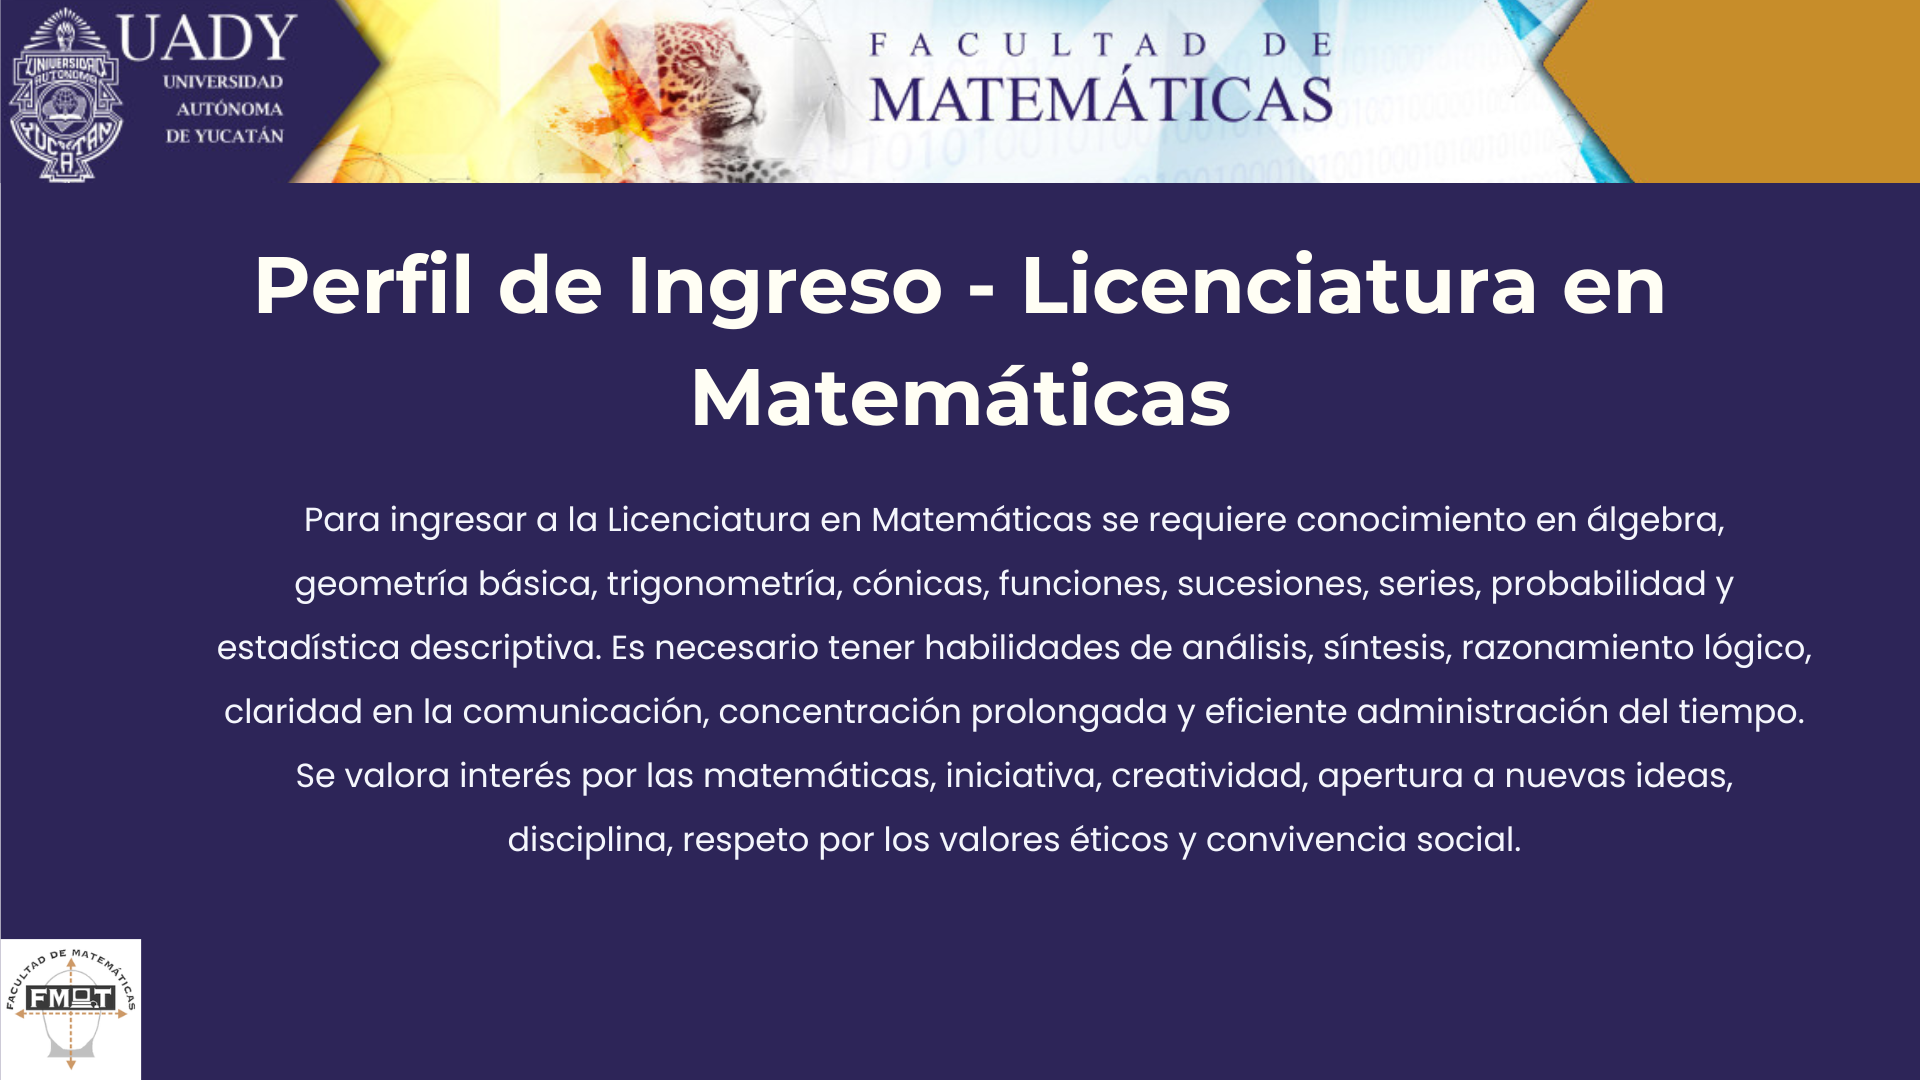 UADY
UNIVERSIDAD
AUTÓNOMA
DE YUCATÁN
UNIVERSIDAD
AUTONOMA
YUCATAN
FACULTAD DE
MATEMÁTICAS
Perfil de Ingreso - Licenciatura en
Matemáticas
Para ingresar a la Licenciatura en Matemáticas se requiere conocimiento en álgebra,
geometría básica, trigonometría, cónicas, funciones, sucesiones, series, probabilidad y
estadística descriptiva. Es necesario tener habilidades de análisis, síntesis, razonamiento lógico,
claridad en la comunicación, concentración prolongada y eficiente administración del tiempo.
Se valora interés por las matemáticas, iniciativa, creatividad, apertura a nuevas ideas,
disciplina, respeto por los valores éticos y convivencia social.
FACULTAD DE MATEMÁTICAS
FMAT